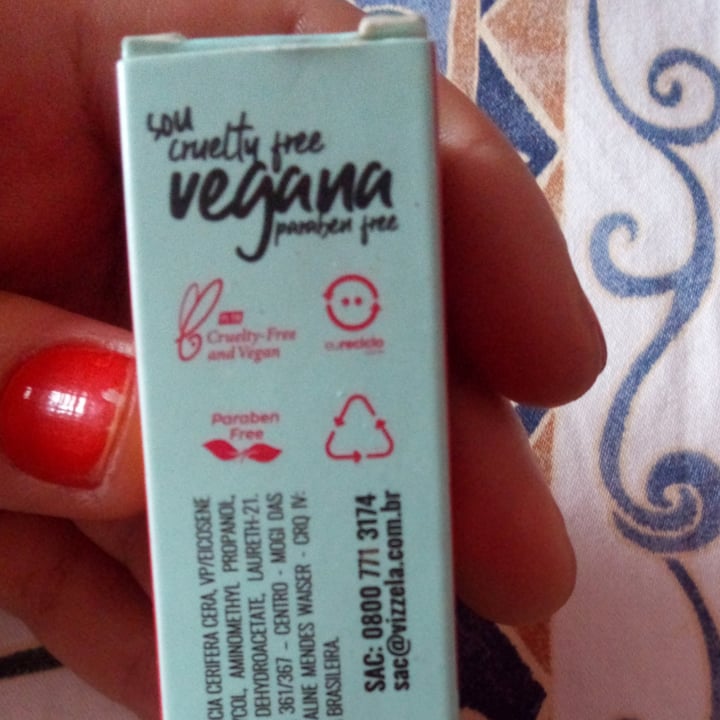 sou
cruelty free
vegana
paraben free
Cruelty-Free
and Vegan
eu reciclo
Paraben
Free
CIA CERIFERA CERA, VP/EICOSENE
YCOL, AMINOMETHYL PROPANOL,
DEHYDROACETATE, LAURETH-21.
361/367 - CENTRO - MOGI DAS
ALINE MENDES WAISER - CRQ IV:
BRASILEIRA.
SAC: 0800 771 3174
sac@vizzela.com.br